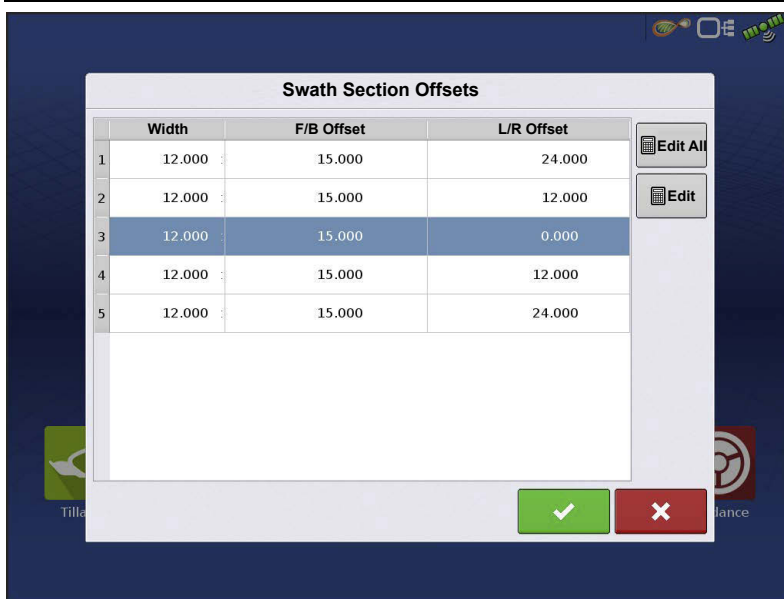 Swath Section Offsets
Width F/B Offset L/R Offset
1 12.000 15.000 24.000
2 12.000 15.000 12.000
3 12.000 15.000 0.000
4 12.000 15.000 12.000
5 12.000 15.000 24.000
Edit All
Edit
Tilla
dance